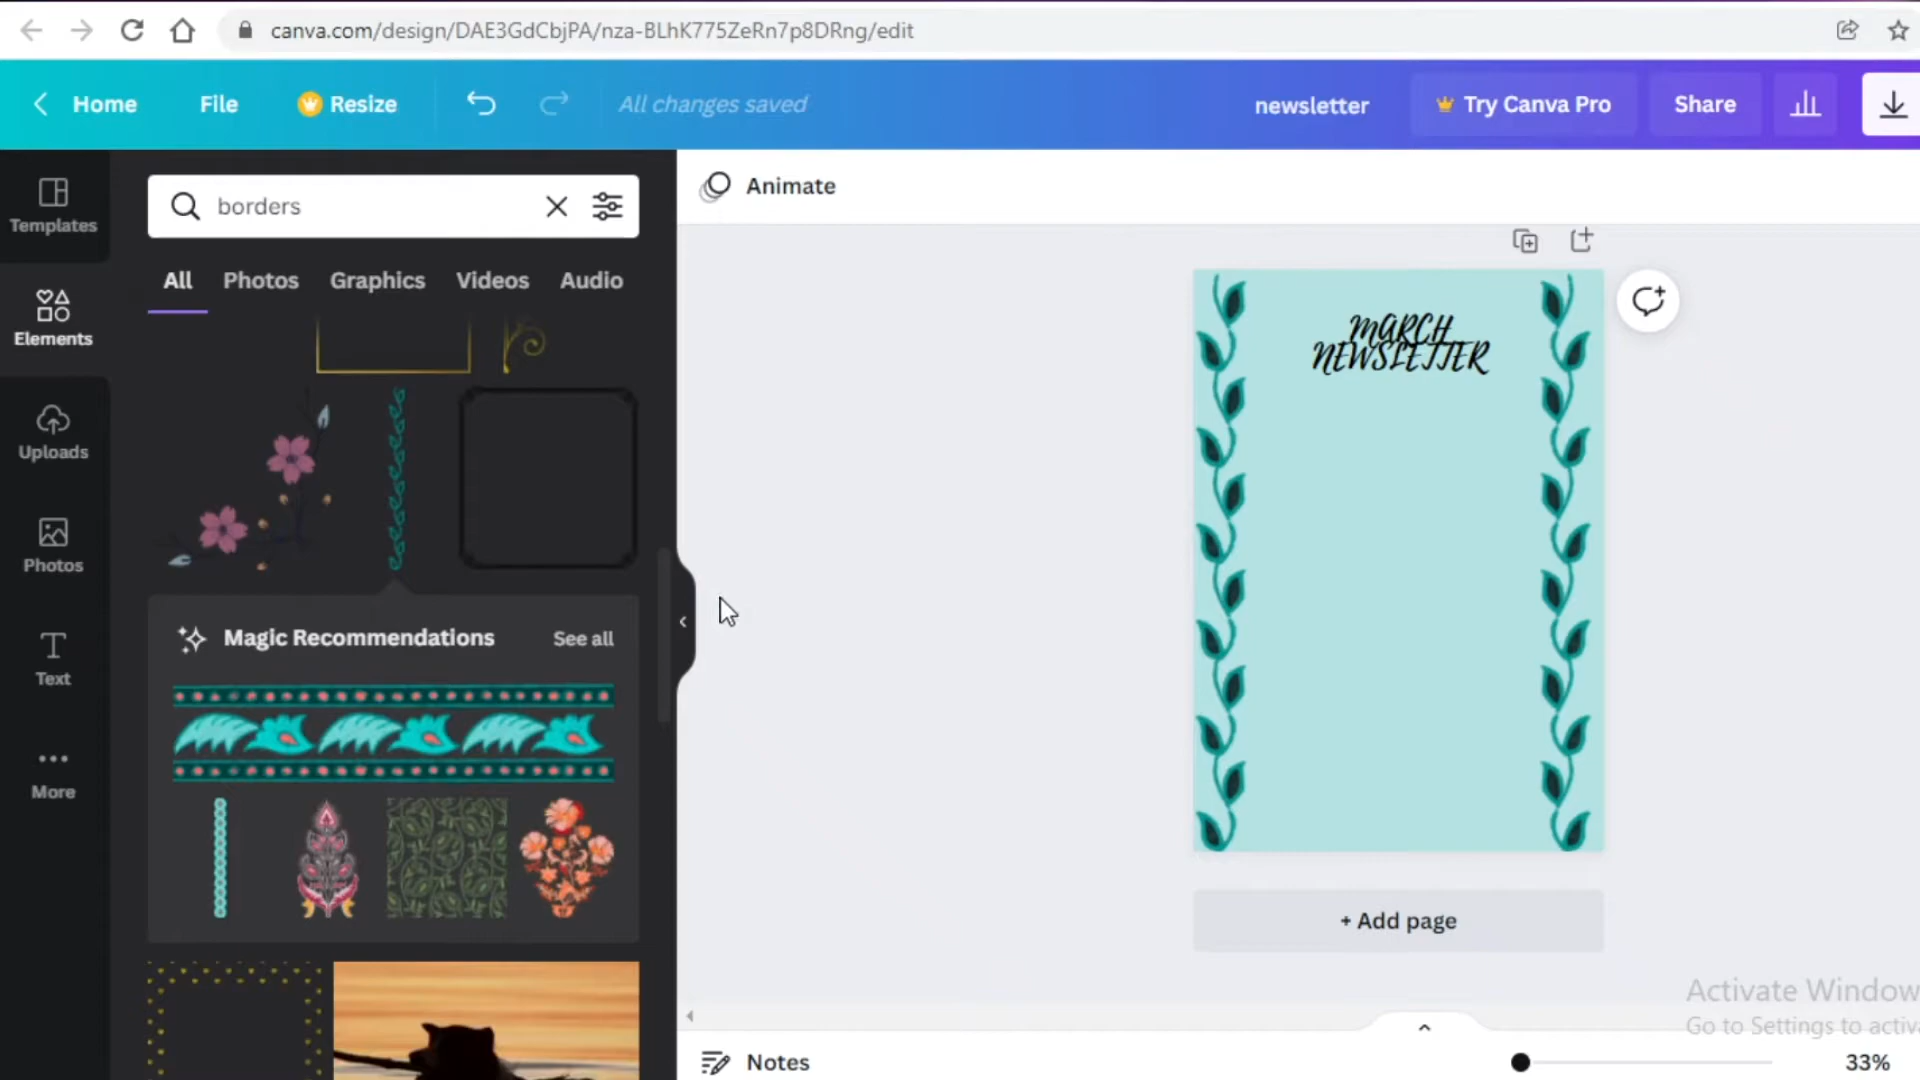 canva.com/design/DAE3GdCbjPA/nza-BLhK775ZeRn7p8DRng/edit
Home File Resize All changes saved newsletter Try Canva Pro Share
Templates
Elements
Uploads
Photos
Text
More
borders
All Photos Graphics Videos Audio
Magic Recommendations See all
Animate
MARCH
NEWSLETTER
+ Add page
Activate Window
Go to Settings to activa
Notes 33%